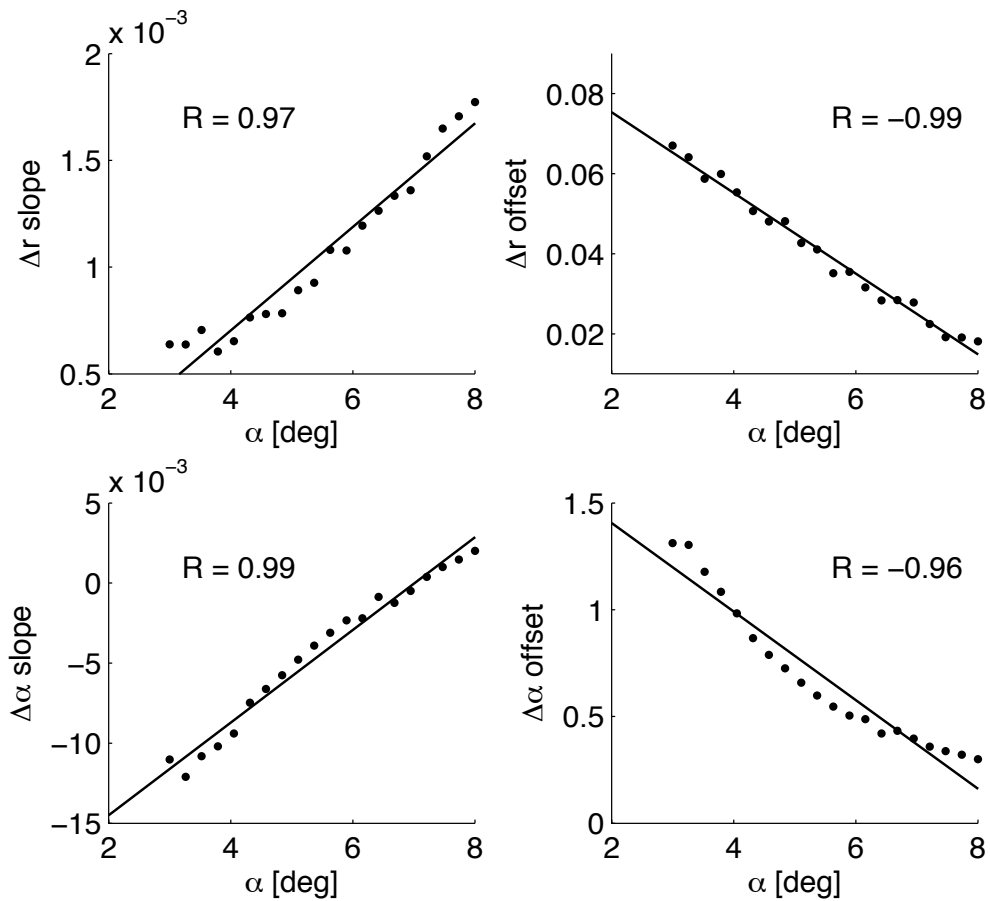 x 10⁻³
2
1.5
1
0.5
Δr slope
R = 0.97
2 4 6 8
α [deg]
0.08
0.06
0.04
0.02
Δr offset
R = −0.99
2 4 6 8
α [deg]
x 10⁻³
5
0
−5
−10
−15
Δα slope
R = 0.99
2 4 6 8
α [deg]
1.5
1
0.5
0
Δα offset
R = −0.96
2 4 6 8
α [deg]